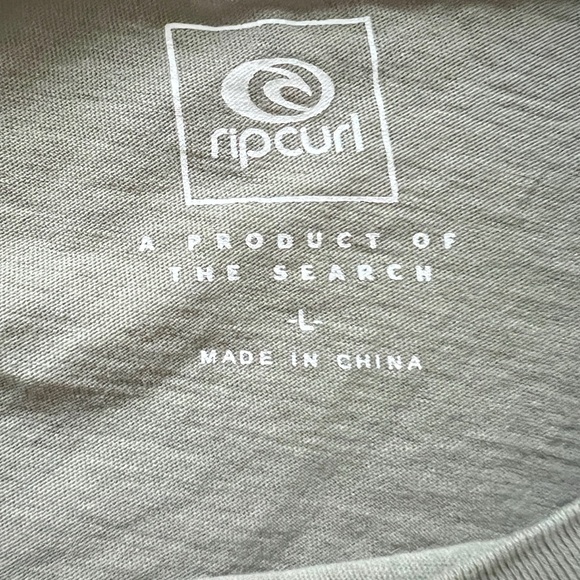 ripcurl
A PRODUCT OF
THE SEARCH
-L-
MADE IN CHINA